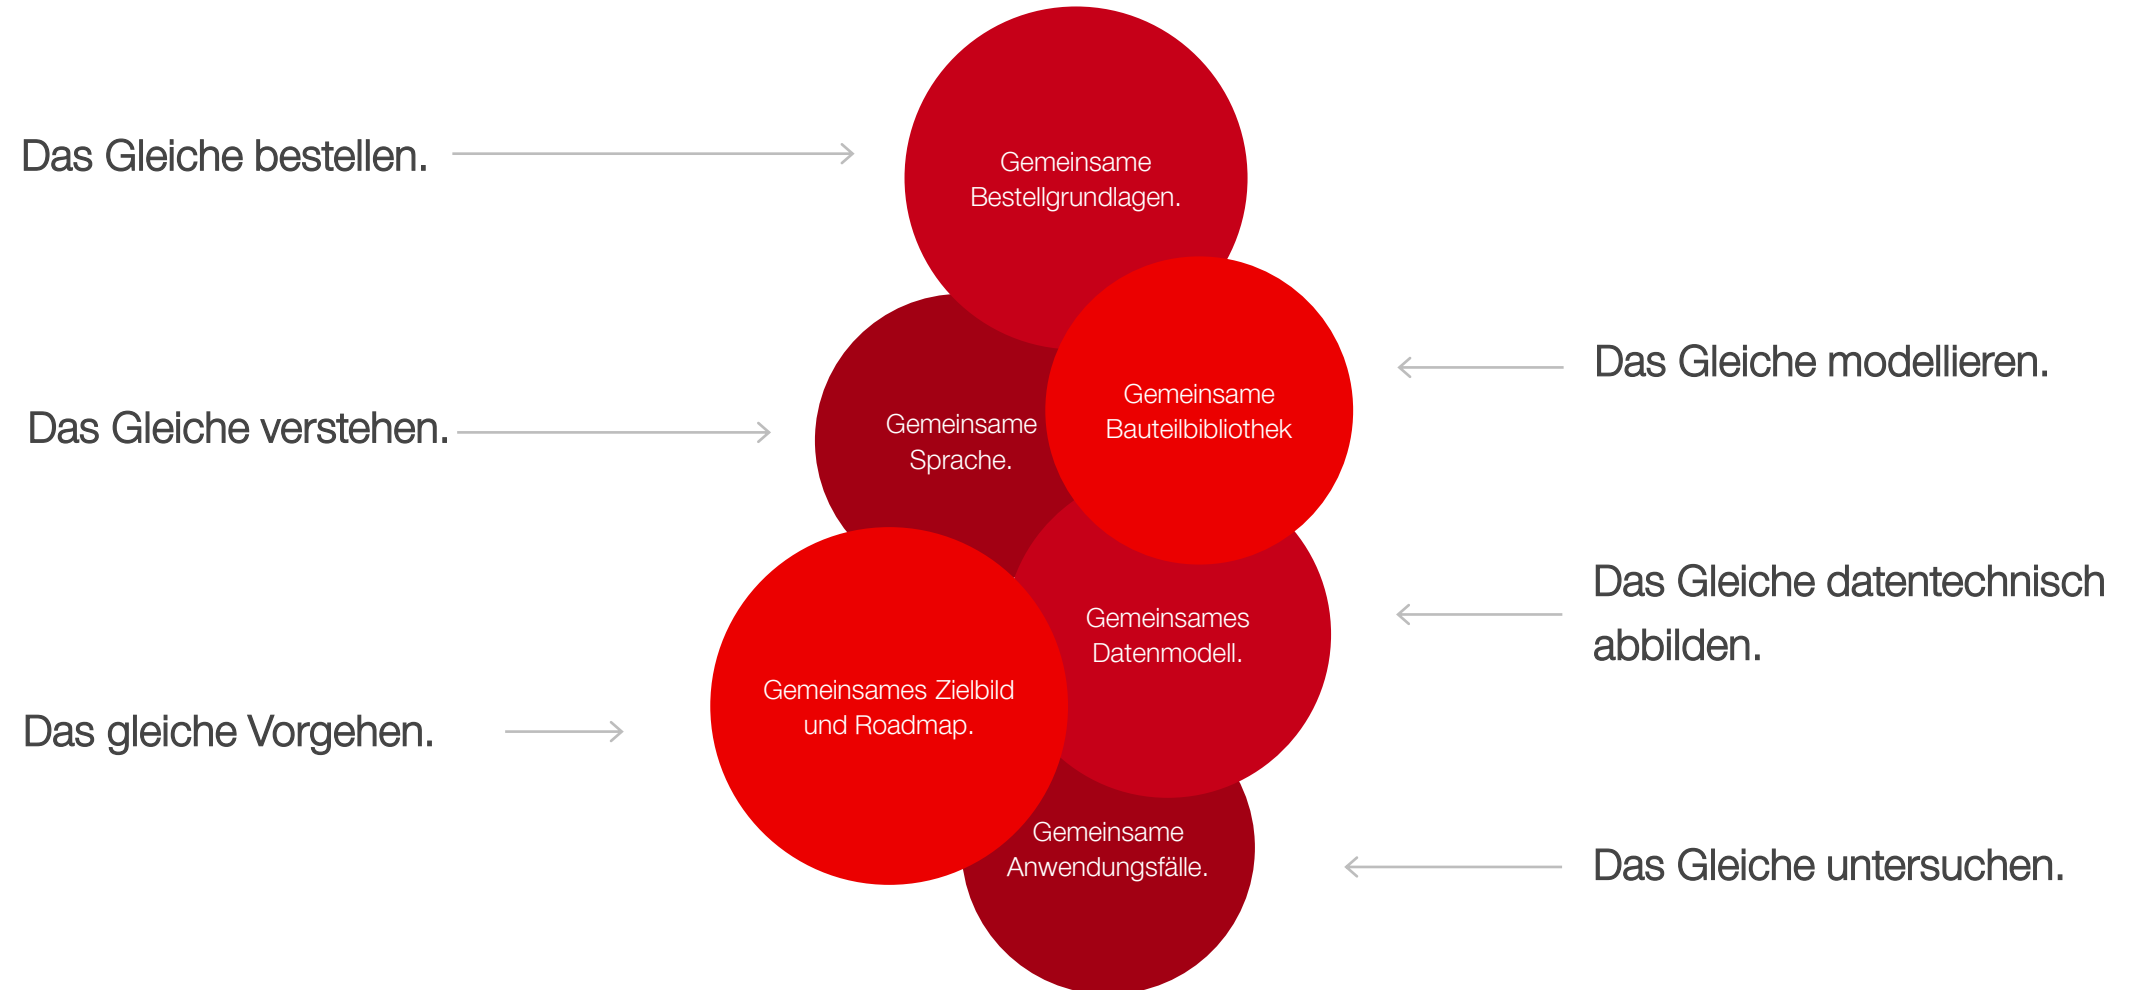 Das Gleiche bestellen.
Gemeinsame
Bestellgrundlagen.
Das Gleiche modellieren.
Gemeinsame
Bauteilbibliothek
Das Gleiche verstehen.
Gemeinsame
Sprache.
Das Gleiche datentechnisch
abbilden.
Gemeinsames
Datenmodell.
Das gleiche Vorgehen.
Gemeinsames Zielbild
und Roadmap.
Gemeinsame
Anwendungsfälle.
Das Gleiche untersuchen.